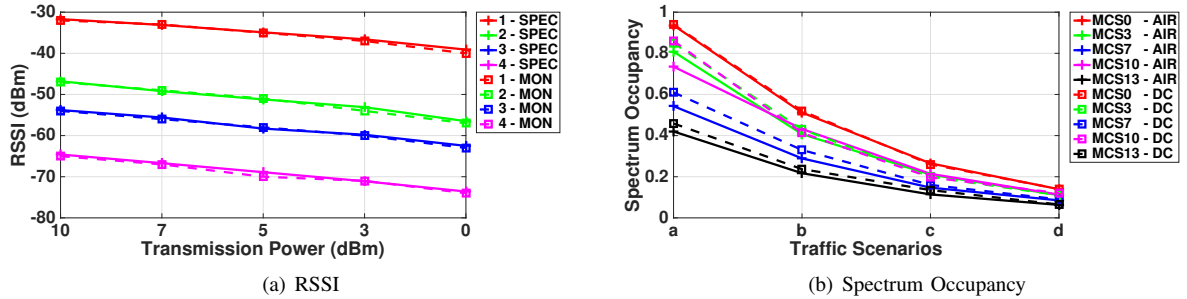 -30
-40
-50
-60
-70
-80
RSSI (dBm)
10
7
5
3
0
Transmission Power (dBm)
1 - SPEC
2 - SPEC
3 - SPEC
4 - SPEC
1 - MON
2 - MON
3 - MON
4 - MON
(a) RSSI
1
0.8
0.6
0.4
0.2
0
Spectrum Occupancy
a
b
c
d
Traffic Scenarios
MCS0 - AIR
MCS3 - AIR
MCS7 - AIR
MCS10 - AIR
MCS13 - AIR
MCS0 - DC
MCS3 - DC
MCS7 - DC
MCS10 - DC
MCS13 - DC
(b) Spectrum Occupancy